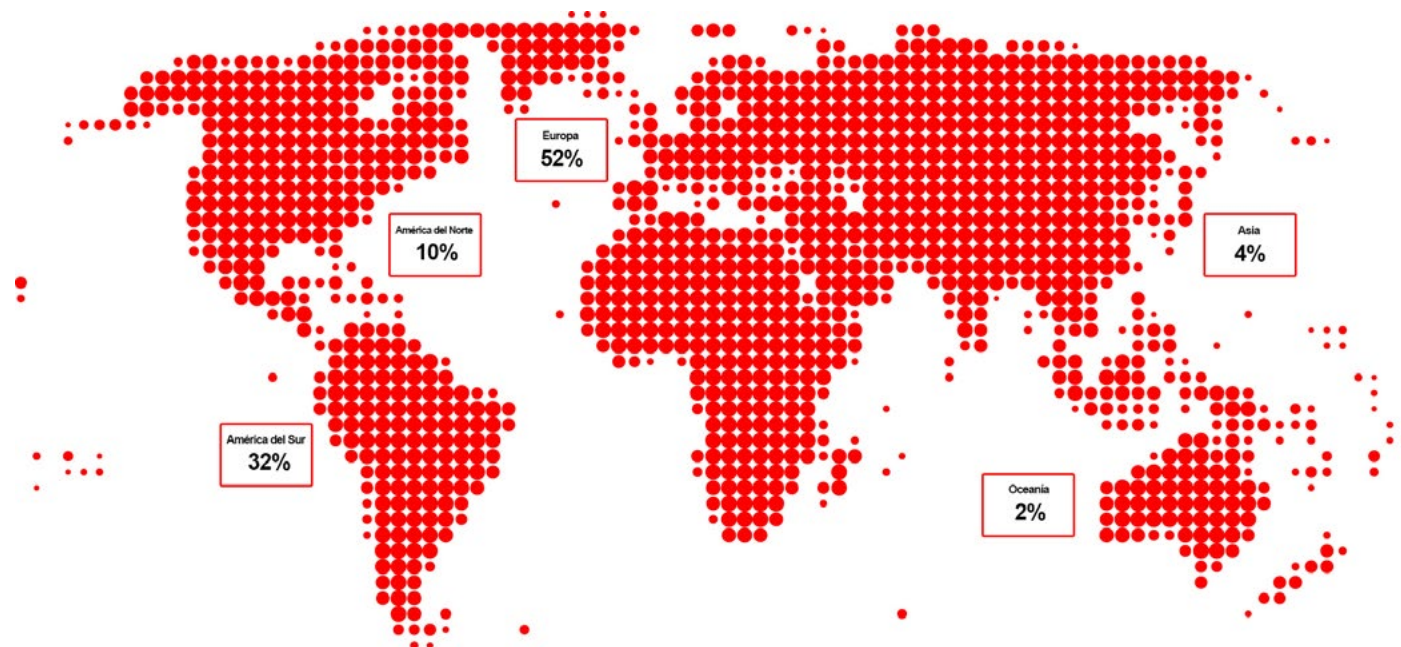 Europa
52%
América del Norte
10%
Asia
4%
América del Sur
32%
Oceanía
2%